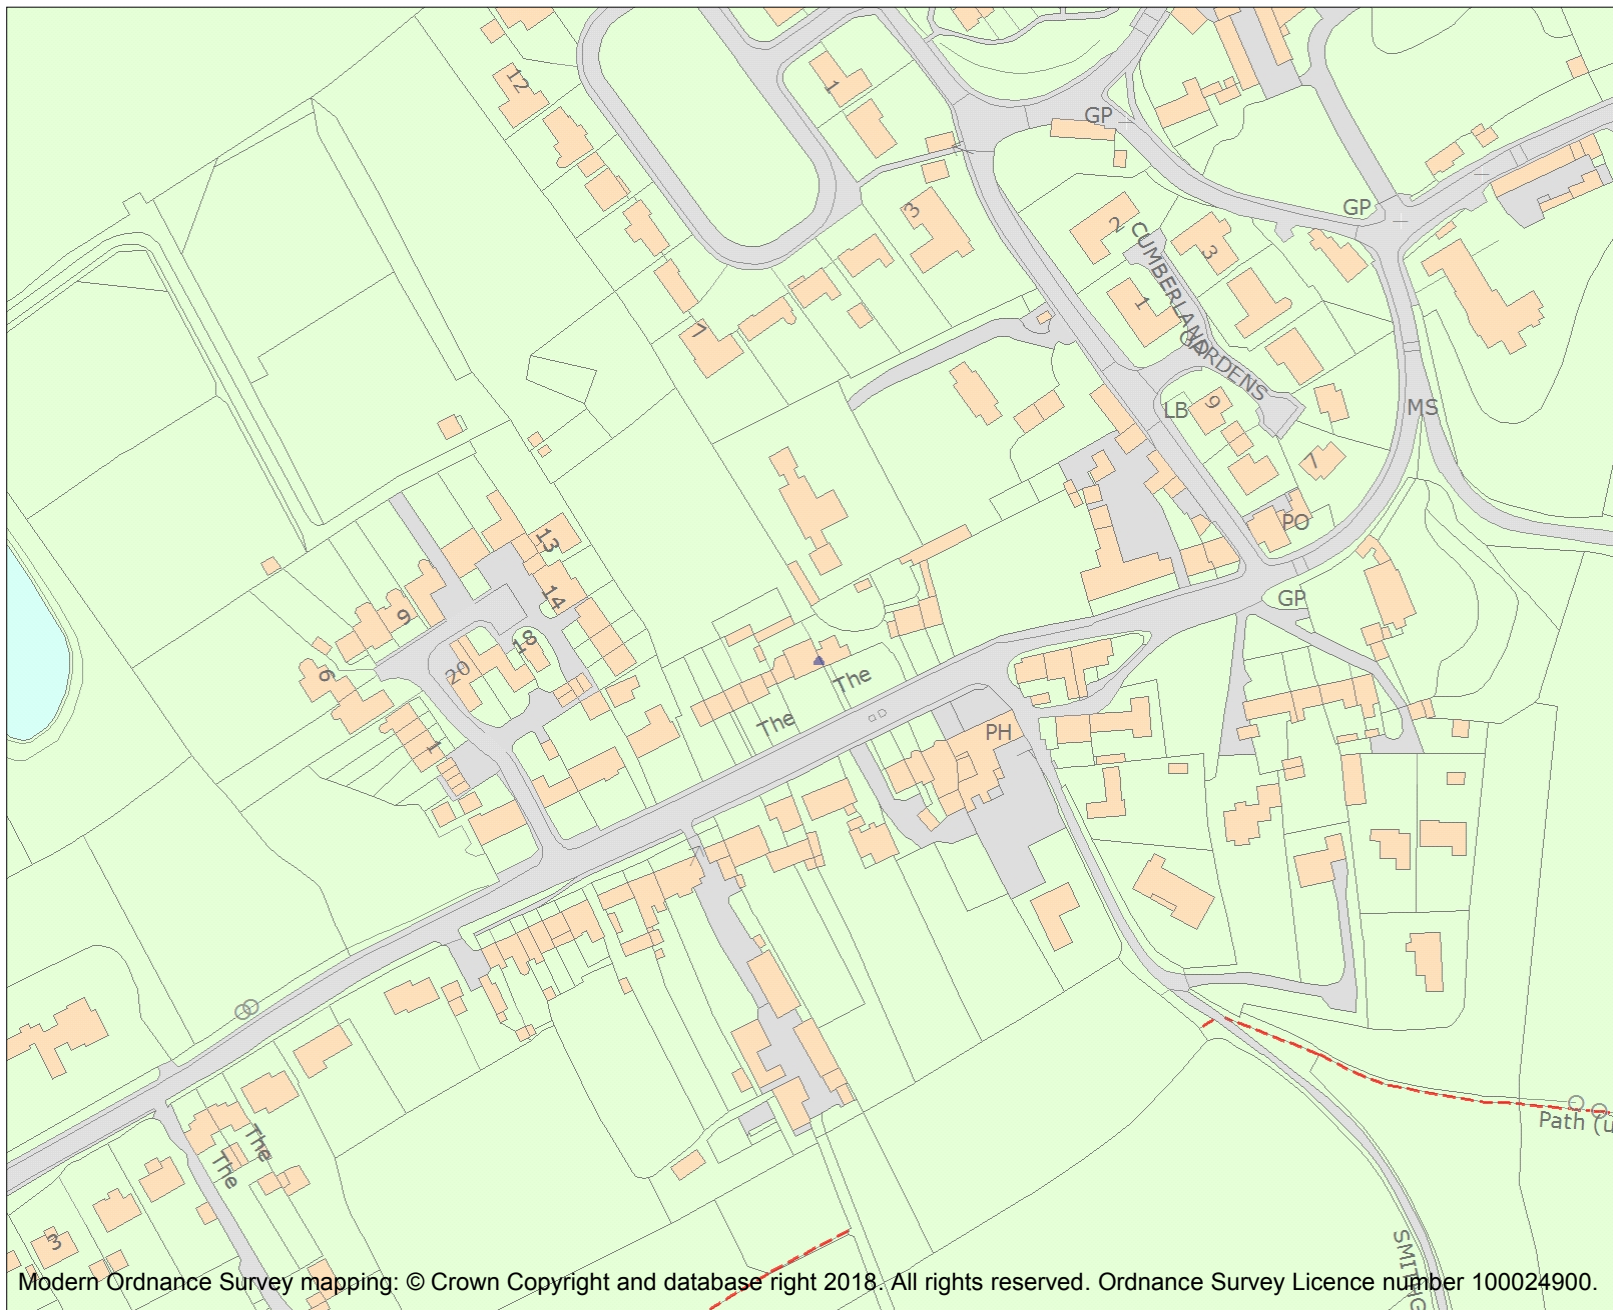 12
1
GP
GP
3
2
3
CUMBERLAND
GARDENS
1
7
MS
LB
9
7
PO
13
14
GP
9
18
20
6
The
The
PH
1
Path (u
The
The
3
SMITHG
Modern Ordnance Survey mapping: © Crown Copyright and database right 2018. All rights reserved. Ordnance Survey Licence number 100024900.